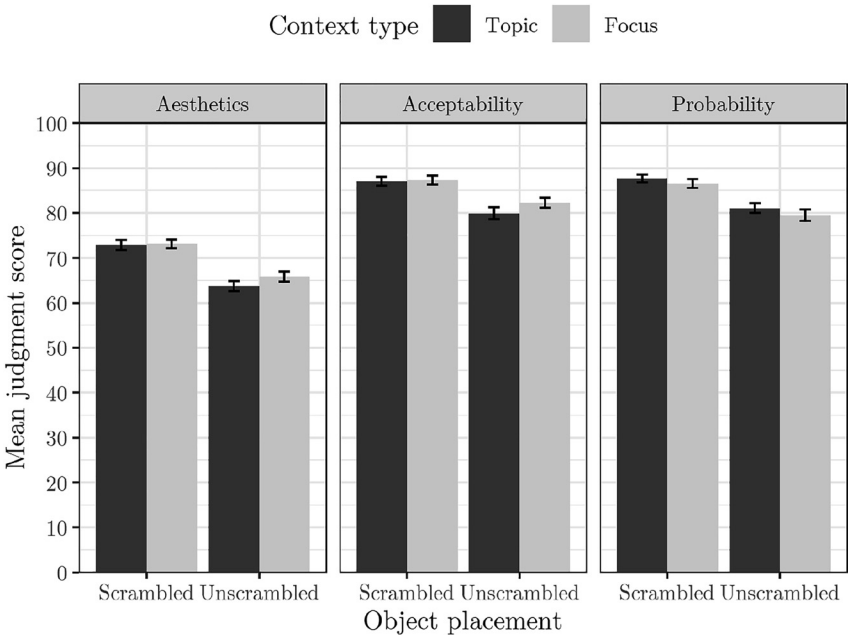 Context type Topic Focus
Aesthetics Acceptability Probability
Mean judgment score
100
90
80
70
60
50
40
30
20
10
0
Scrambled Unscrambled Scrambled Unscrambled Scrambled Unscrambled
Object placement